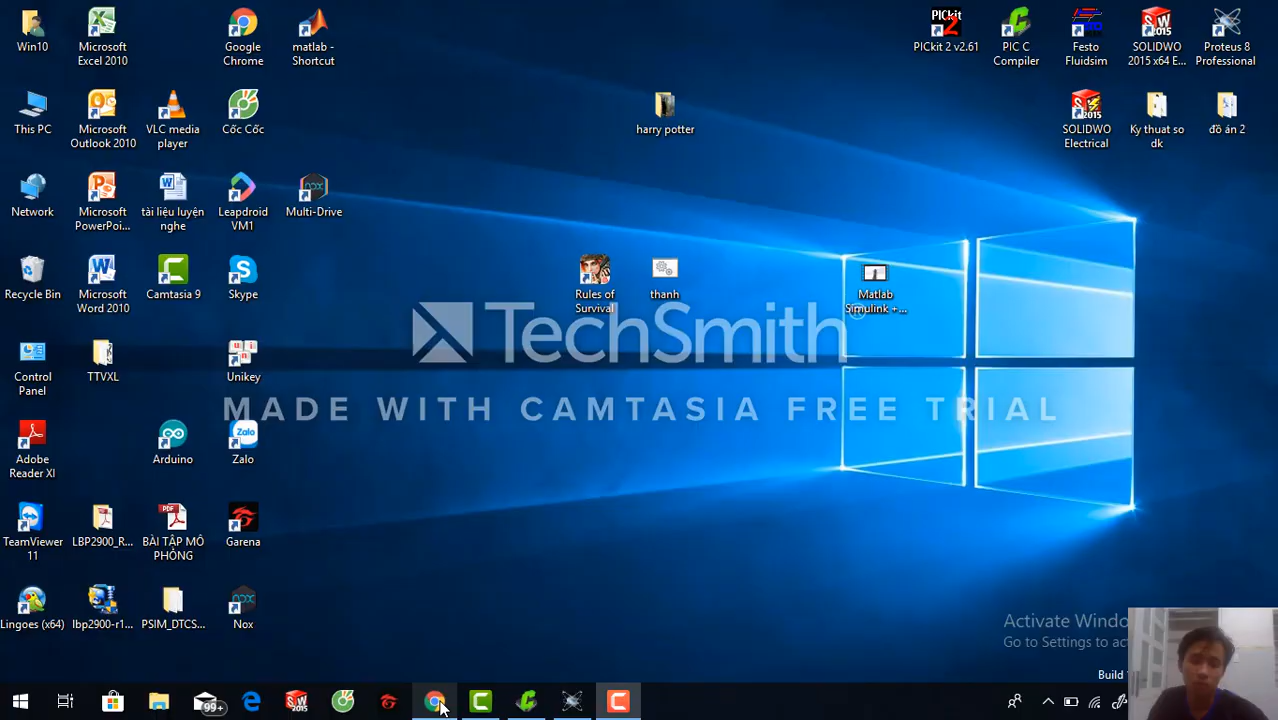 Win10
Microsoft
Excel 2010
Google
Chrome
matlab -
Shortcut
PICkit 2 v2.61
PIC C
Compiler
Festo
Fluidsim
SOLIDWO
2015 x64 E...
Proteus 8
Professional
This PC
Microsoft
Outlook 2010
VLC media
player
Cốc Cốc
harry potter
SOLIDWO
Electrical
Ky thuat so
dk
đồ án 2
Network
Microsoft
PowerPoi...
tài liệu luyện
nghe
Leapdroid
VM1
Multi-Drive
Recycle Bin
Microsoft
Word 2010
Camtasia 9
Skype
Rules of
Survival
thanh
Matlab
Simulink +...
TechSmith
MADE WITH CAMTASIA FREE TRIAL
Control
Panel
TTVXL
Unikey
Adobe
Reader XI
Arduino
Zalo
TeamViewer
11
LBP2900_R...
BÀI TẬP MÔ
PHỎNG
Garena
Lingoes (x64)
lbp2900-r1...
PSIM_DTCS...
Nox
Activate Windo
Go to Settings to ac
Build
99+